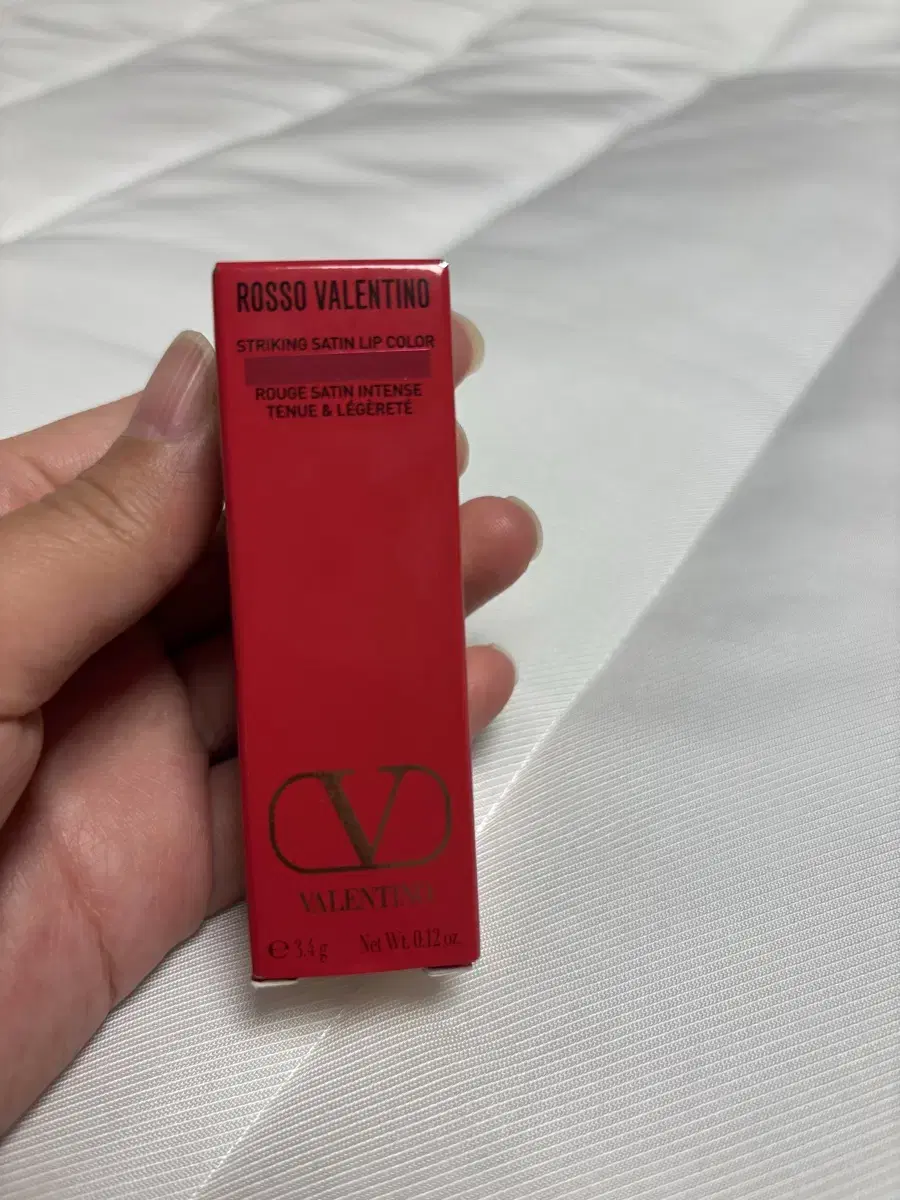 ROSSO VALENTINO
STRIKING SATIN LIP COLOR
ROUGE SATIN INTENSE
TENUE & LÉGÈRETÉ
V
VALENTINO
℮ 3.4 g Net Wt. 0.12 oz.